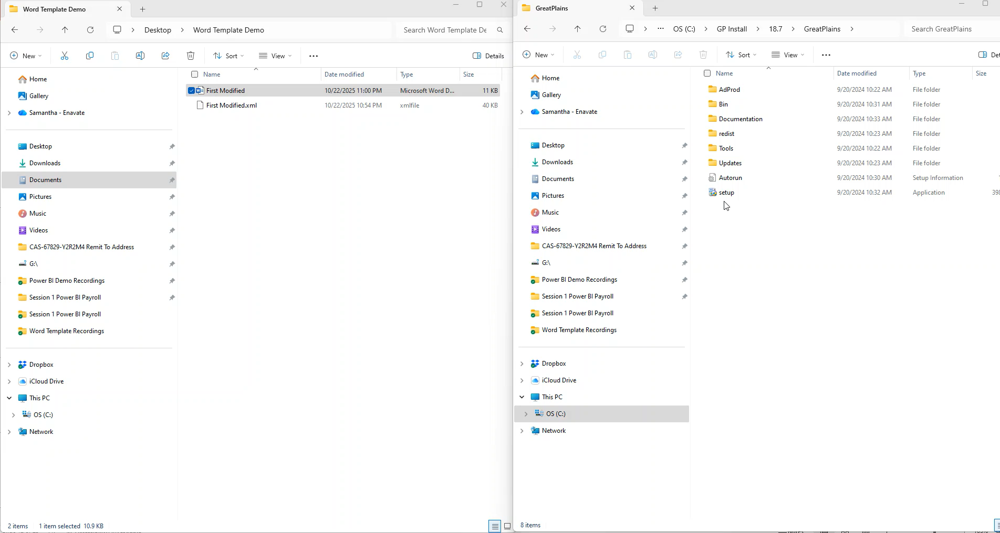 Word Template Demo
Desktop > Word Template Demo
Search Word Template De
New
Sort
View
Details
Home
Gallery
Samantha - Enavate
Desktop
Downloads
Documents
Pictures
Music
Videos
CAS-67829-Y2R2M4 Remit To Address
G:\
Power BI Demo Recordings
Session 1 Power BI Payroll
Session 1 Power BI Payroll
Word Template Recordings
Dropbox
iCloud Drive
This PC
OS (C:)
Network
Name Date modified Type Size
First Modified 10/22/2025 11:00 PM Microsoft Word D... 11 KB
First Modified.xml 10/22/2025 10:54 PM xmlfile 40 KB
2 items 1 item selected 10.9 KB
GreatPlains
... OS (C:) > GP Install > 18.7 > GreatPlains >
Search GreatPlains
New
Sort
View
Det
Home
Gallery
Samantha - Enavate
Desktop
Downloads
Documents
Pictures
Music
Videos
CAS-67829-Y2R2M4 Remit To Address
G:\
Power BI Demo Recordings
Session 1 Power BI Payroll
Session 1 Power BI Payroll
Word Template Recordings
Dropbox
iCloud Drive
This PC
OS (C:)
Network
Name Date modified Type Size
AdProd 9/20/2024 10:22 AM File folder
Bin 9/20/2024 10:31 AM File folder
Documentation 9/20/2024 10:33 AM File folder
redist 9/20/2024 10:23 AM File folder
Tools 9/20/2024 10:22 AM File folder
Updates 9/20/2024 10:23 AM File folder
Autorun 9/20/2024 10:30 AM Setup Information
setup 9/20/2024 10:32 AM Application 398
8 items